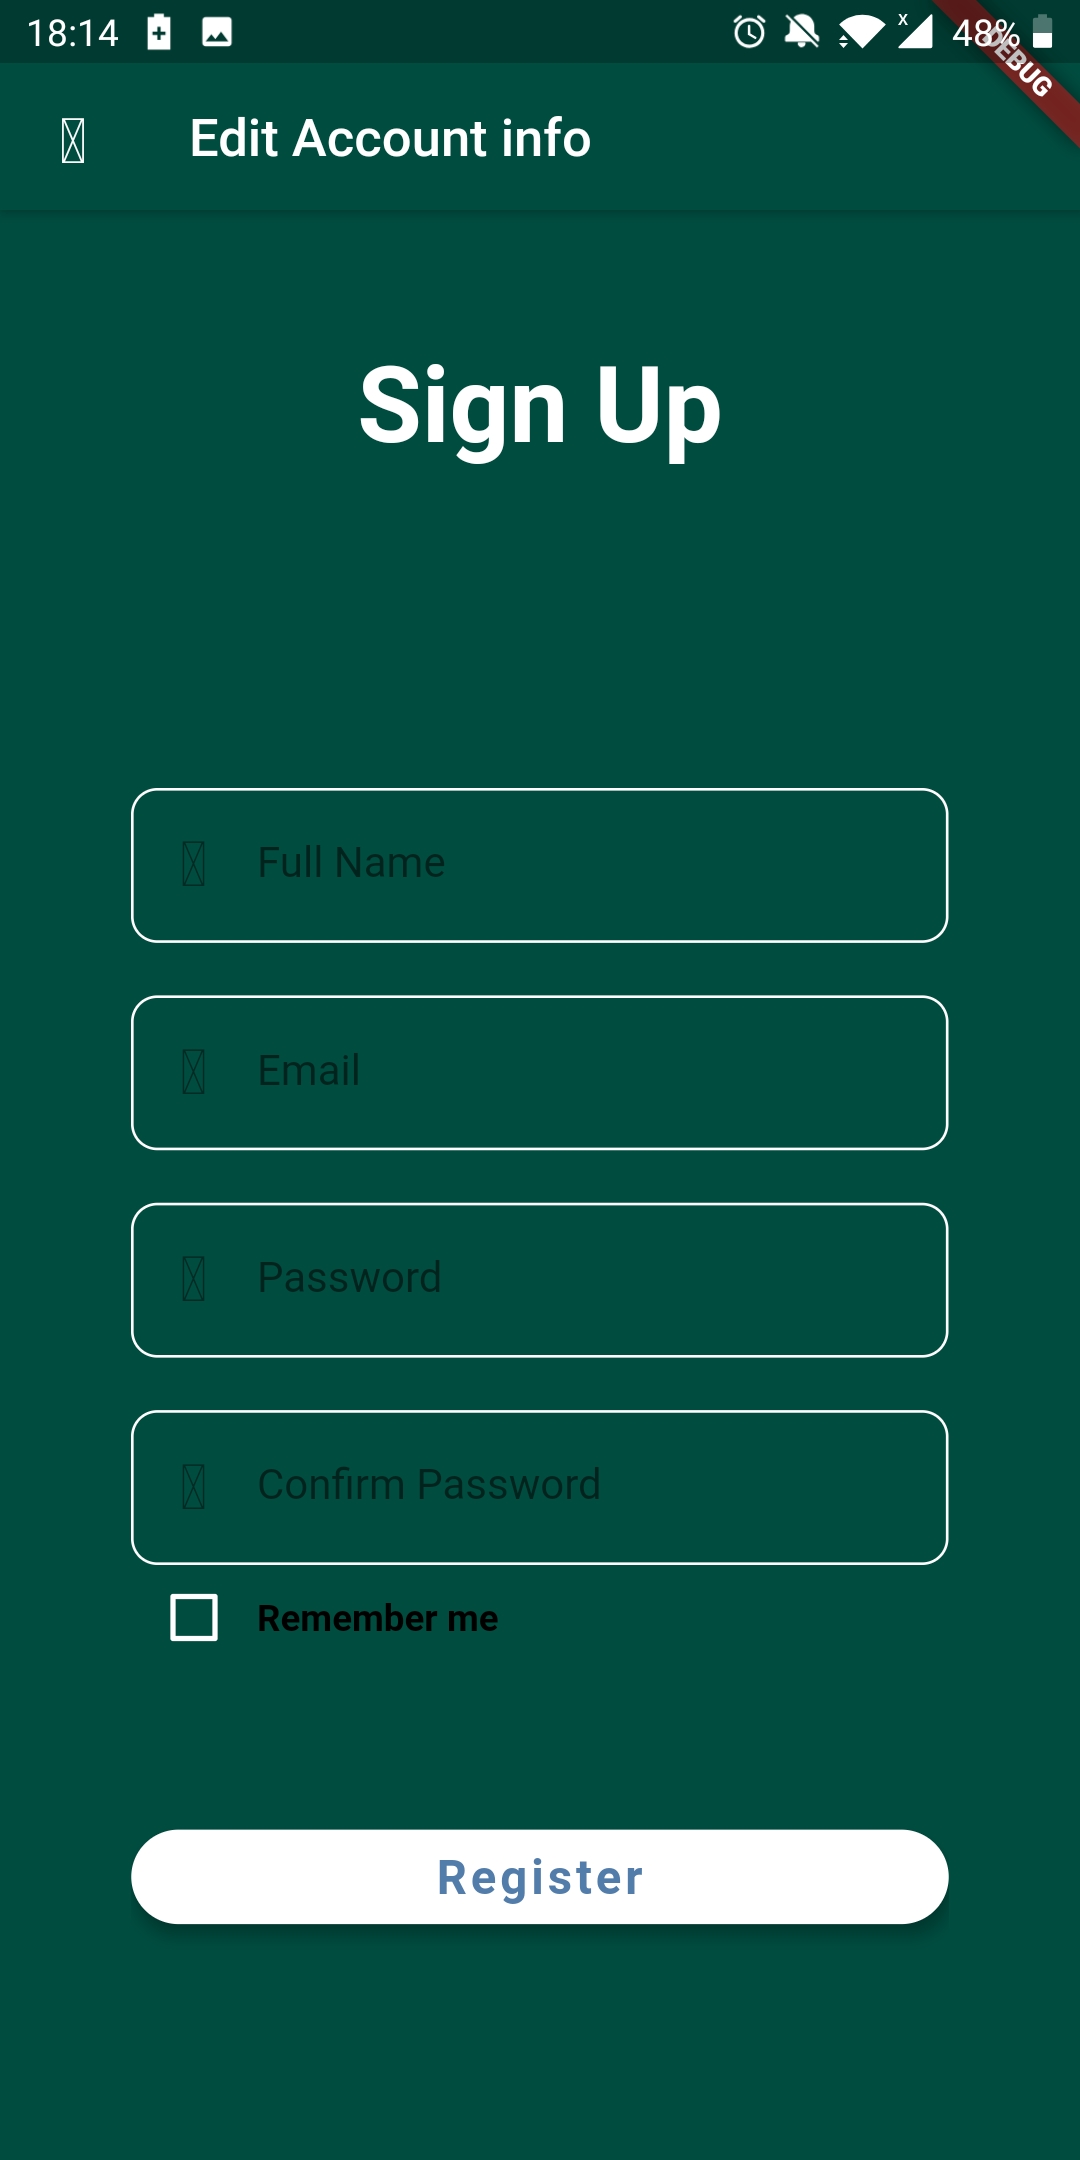 18:14 x 48%
DEBUG
Edit Account info
Sign Up
Full Name
Email
Password
Confirm Password
Remember me
Register